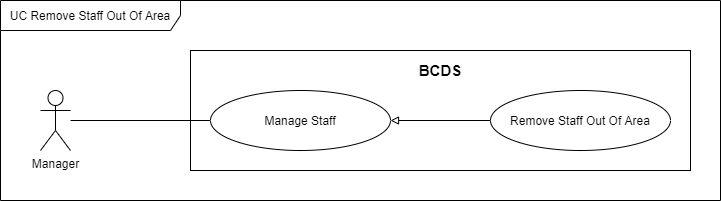 UC Remove Staff Out Of Area
BCDS
Manage Staff
Remove Staff Out Of Area
Manager